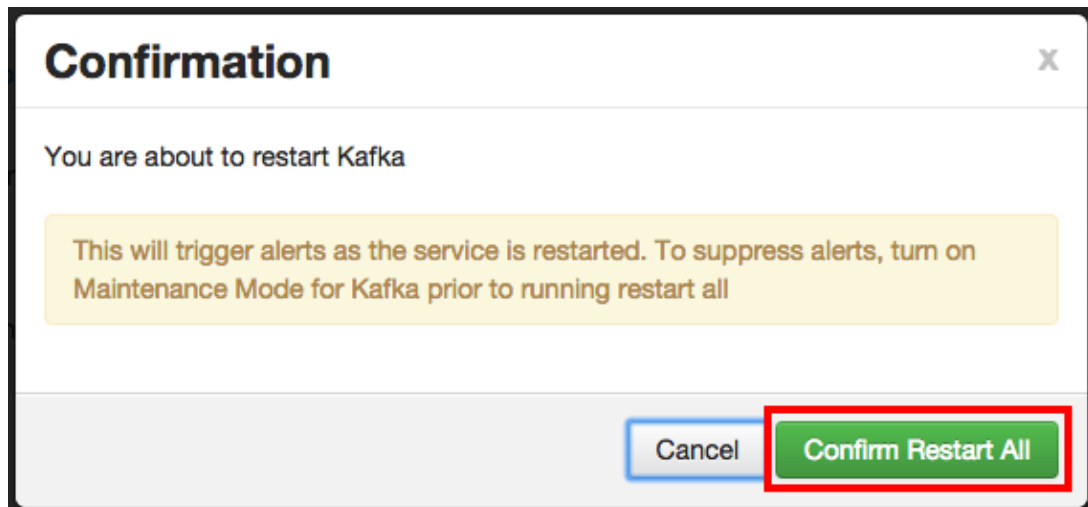 Confirmation
x
You are about to restart Kafka
This will trigger alerts as the service is restarted. To suppress alerts, turn on
Maintenance Mode for Kafka prior to running restart all
Cancel
Confirm Restart All